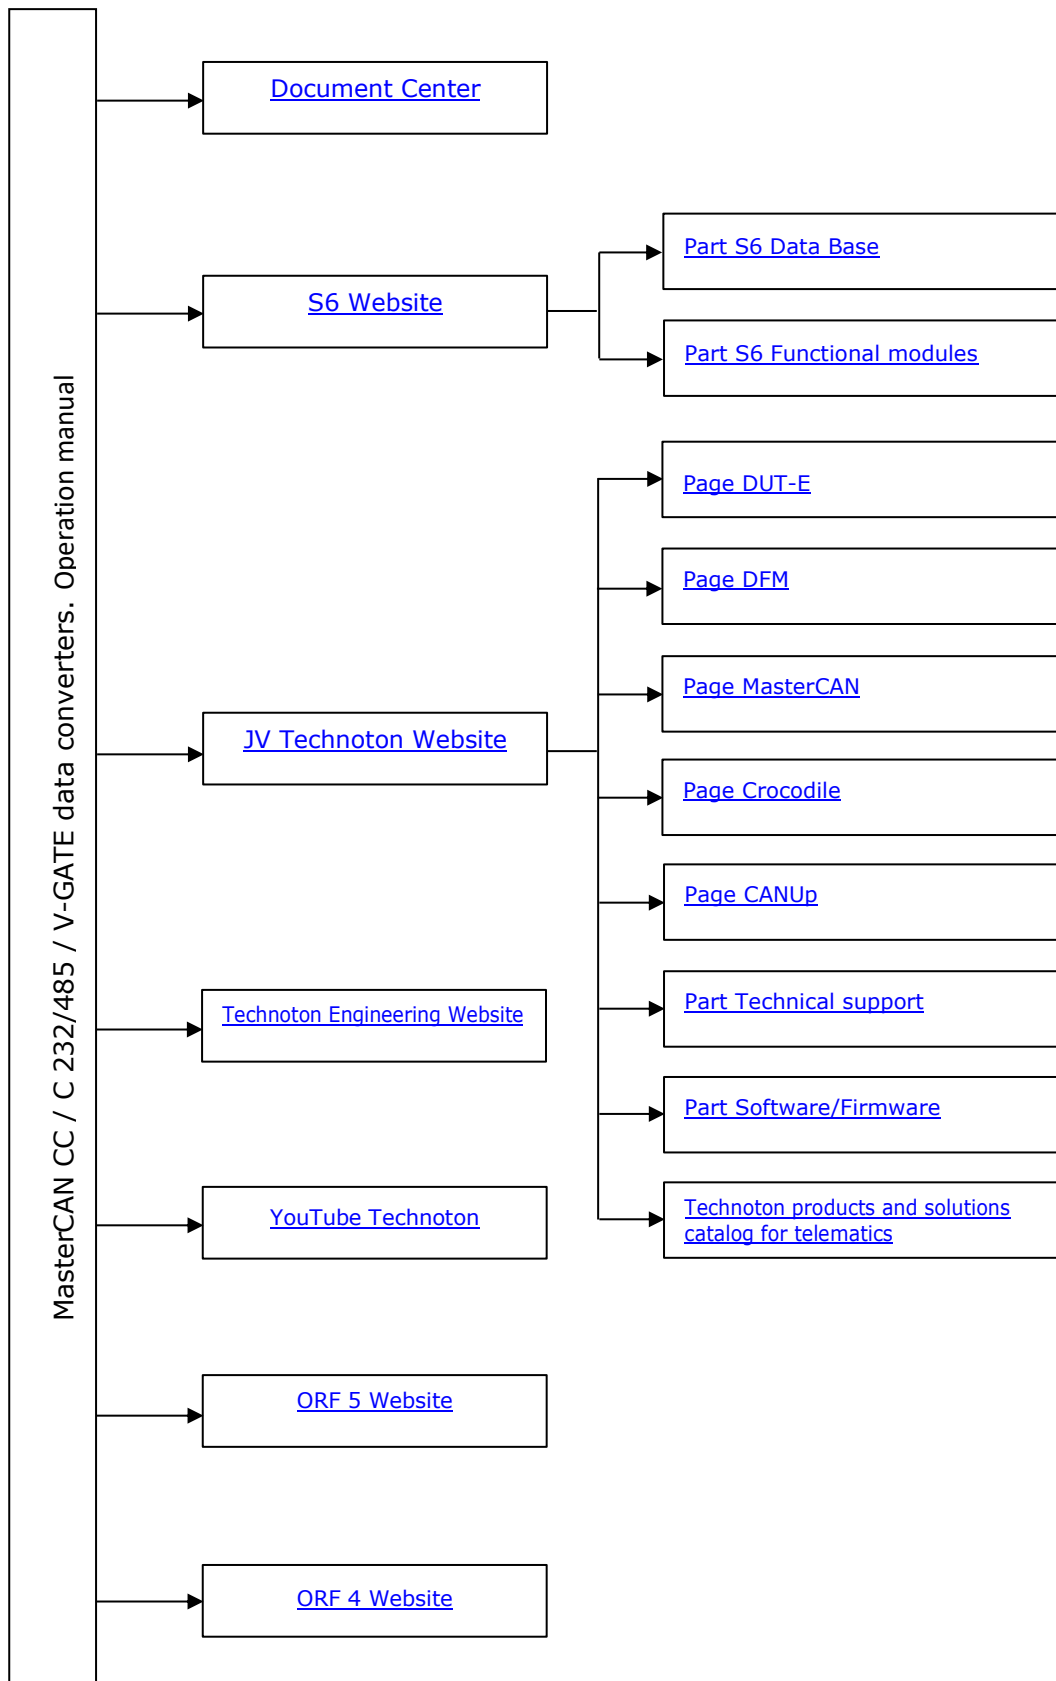 MasterCAN CC / C 232/485 / V-GATE data converters. Operation manual
Document Center
S6 Website
Part S6 Data Base
Part S6 Functional modules
JV Technoton Website
Page DUT-E
Page DFM
Page MasterCAN
Page Crocodile
Page CANUp
Part Technical support
Part Software/Firmware
Technoton products and solutions
catalog for telematics
Technoton Engineering Website
YouTube Technoton
ORF 5 Website
ORF 4 Website